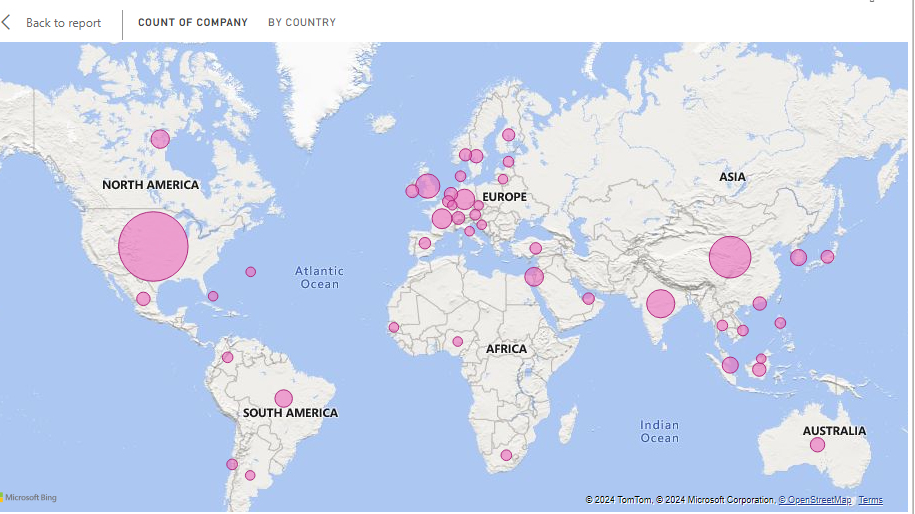 Back to report
COUNT OF COMPANY
BY COUNTRY
NORTH AMERICA
EUROPE
ASIA
Atlantic
Ocean
AFRICA
SOUTH AMERICA
Indian
Ocean
AUSTRALIA
Microsoft Bing
© 2024 TomTom, © 2024 Microsoft Corporation, © OpenStreetMap Terms